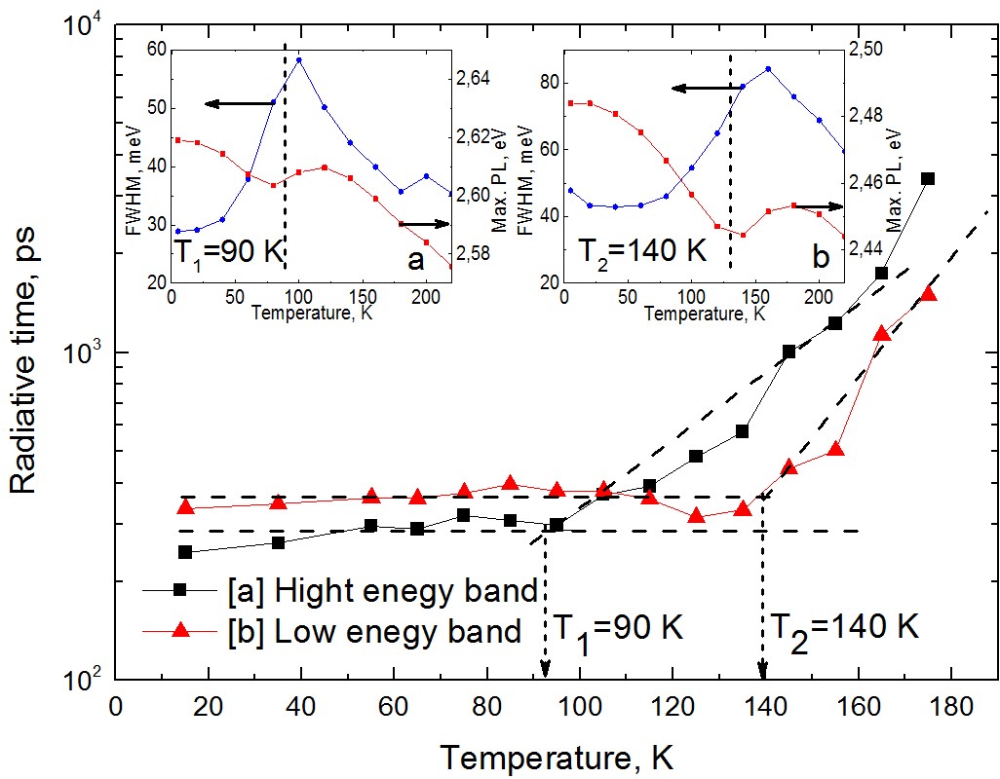 10^4
10^3
10^2
Radiative time, ps
0 20 40 60 80 100 120 140 160 180
Temperature, K
60
50
40
30
20
FWHM, meV
2,64
2,62
2,60
2,58
Max. PL, eV
T_1=90 K
a
0 50 100 150 200
Temperature, K
80
60
40
20
FWHM, meV
2,50
2,48
2,46
2,44
Max. PL, eV
T_2=140 K
b
0 50 100 150 200
Temperature, K
[a] Hight enegy band
[b] Low enegy band
T_1=90 K
T_2=140 K